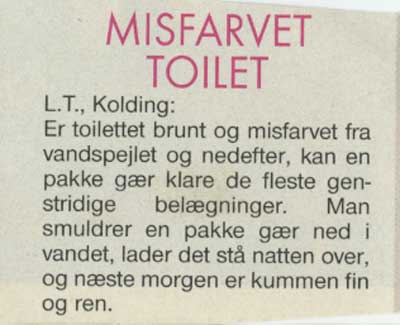 MISFARVET
TOILET
L.T., Kolding:
Er toilettet brunt og misfarvet fra
vandspejlet og nedefter, kan en
pakke gær klare de fleste gen-
stridige belægninger. Man
smuldrer en pakke gær ned i
vandet, lader det stå natten over,
og næste morgen er kummen fin
og ren.